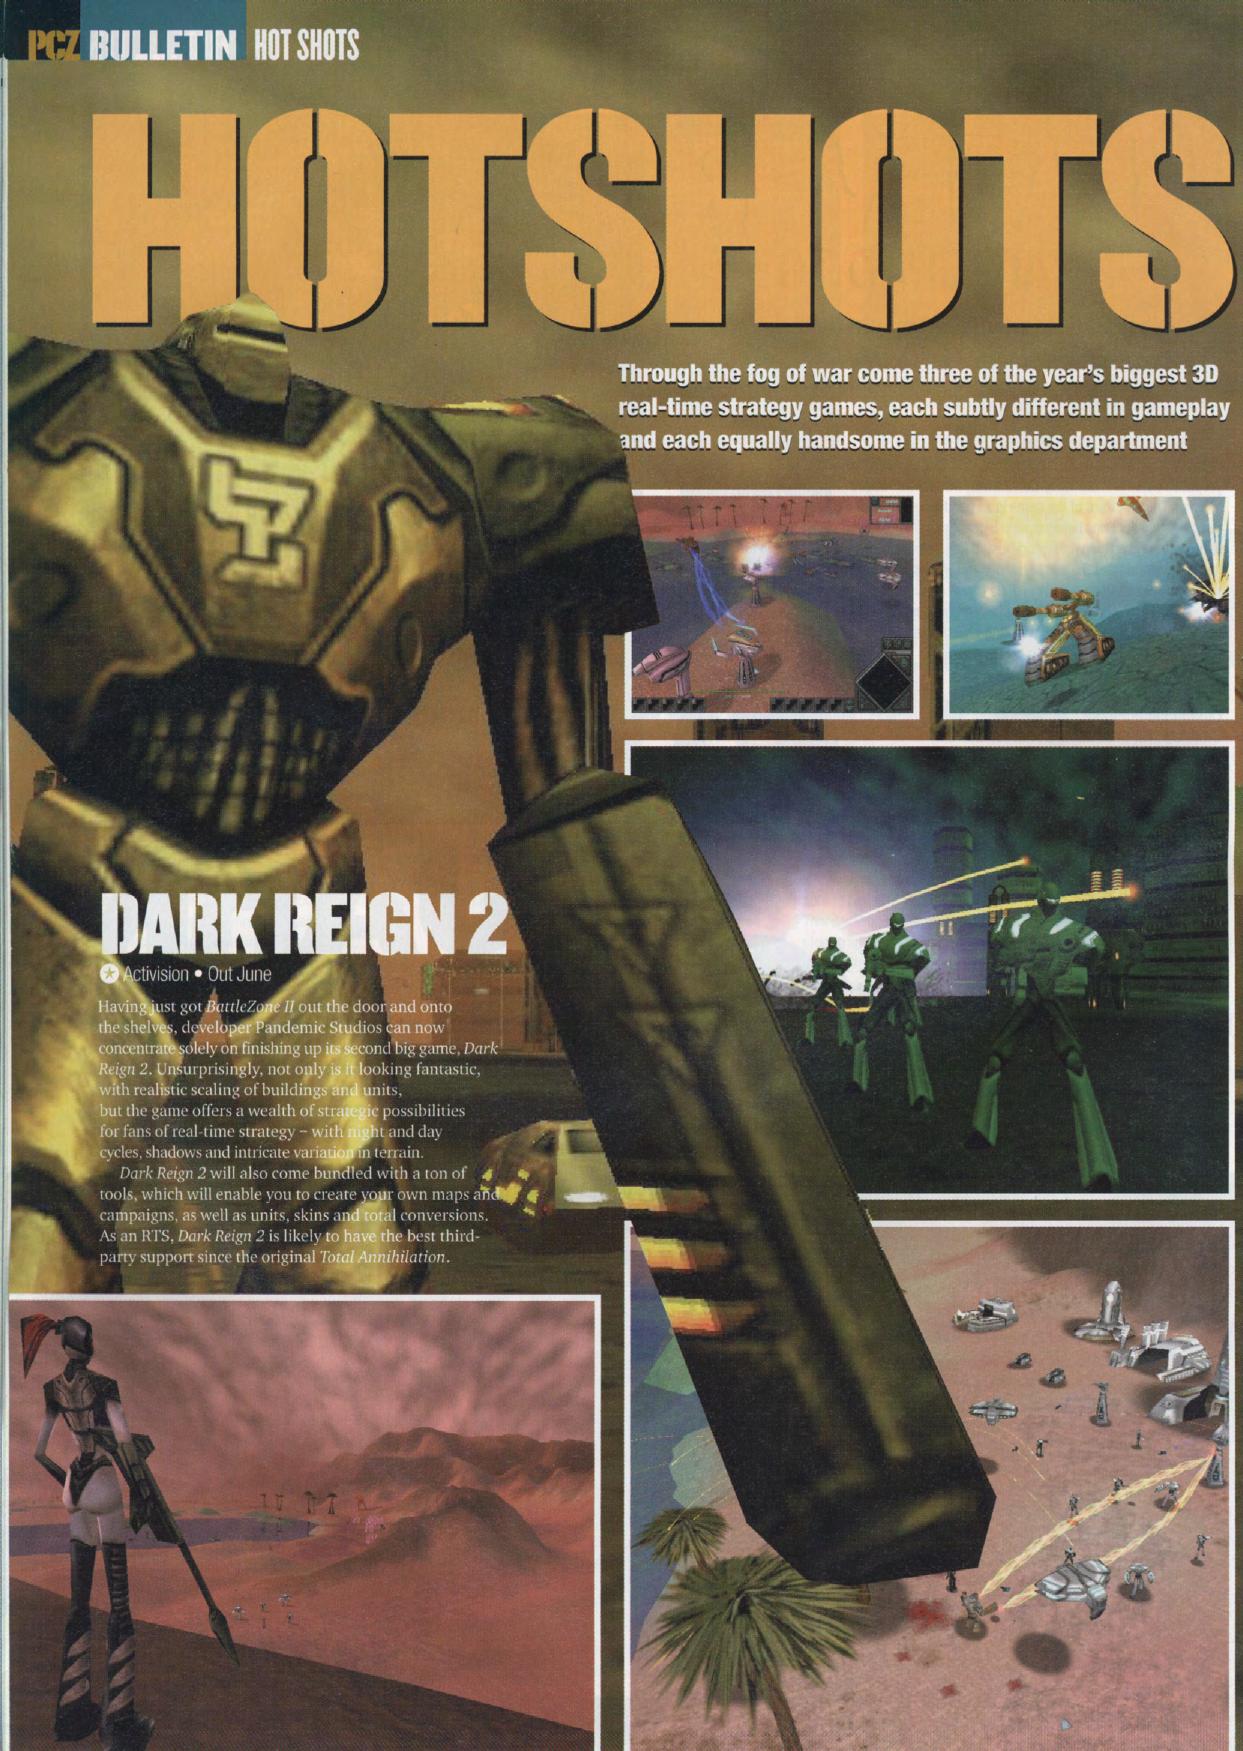 PCZ BULLETIN HOT SHOTS
HOTSHOTS
Through the fog of war come three of the year's biggest 3D
real-time strategy games, each subtly different in gameplay
and each equally handsome in the graphics department
DARK REIGN 2
Activision • Out June
Having just got BattleZone II out the door and onto
the shelves, developer Pandemic Studios can now
concentrate solely on finishing up its second big game, Dark
Reign 2. Unsurprisingly, not only is it looking fantastic,
with realistic scaling of buildings and units,
but the game offers a wealth of strategic possibilities
for fans of real-time strategy – with night and day
cycles, shadows and intricate variation in terrain.
Dark Reign 2 will also come bundled with a ton of
tools, which will enable you to create your own maps and
campaigns, as well as units, skins and total conversions.
As an RTS, Dark Reign 2 is likely to have the best third-
party support since the original Total Annihilation.